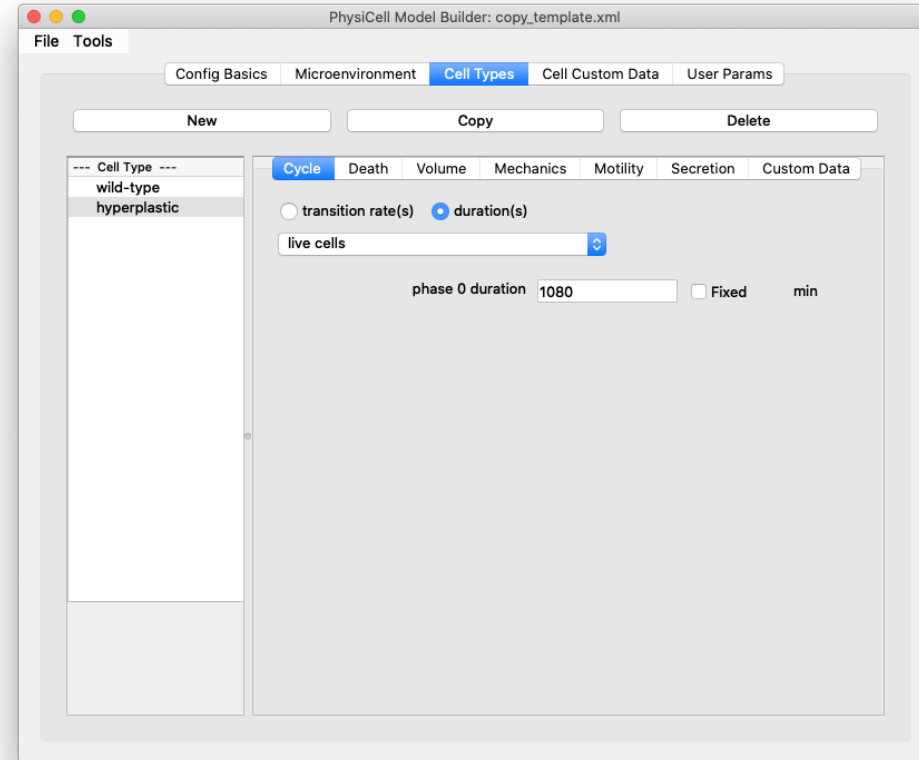 PhysiCell Model Builder: copy_template.xml
File Tools
Config Basics Microenvironment Cell Types Cell Custom Data User Params
New Copy Delete
--- Cell Type ---
wild-type
hyperplastic
Cycle Death Volume Mechanics Motility Secretion Custom Data
transition rate(s) duration(s)
live cells
phase 0 duration 1080 Fixed min